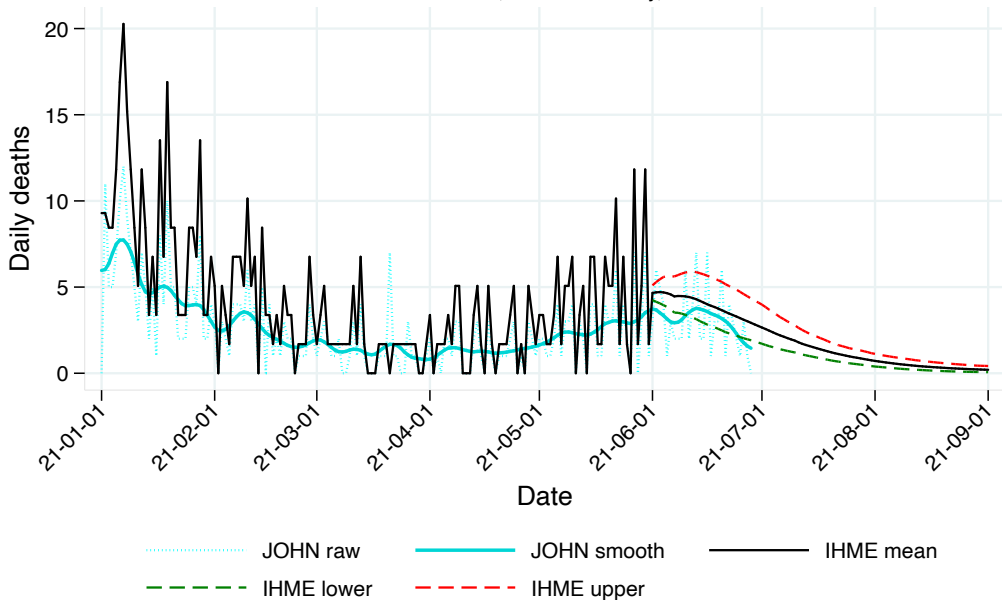 20
15
10
5
0
Daily deaths
21-01-01
21-02-01
21-03-01
21-04-01
21-05-01
21-06-01
21-07-01
21-08-01
21-09-01
Date
JOHN raw
JOHN smooth
IHME mean
IHME lower
IHME upper